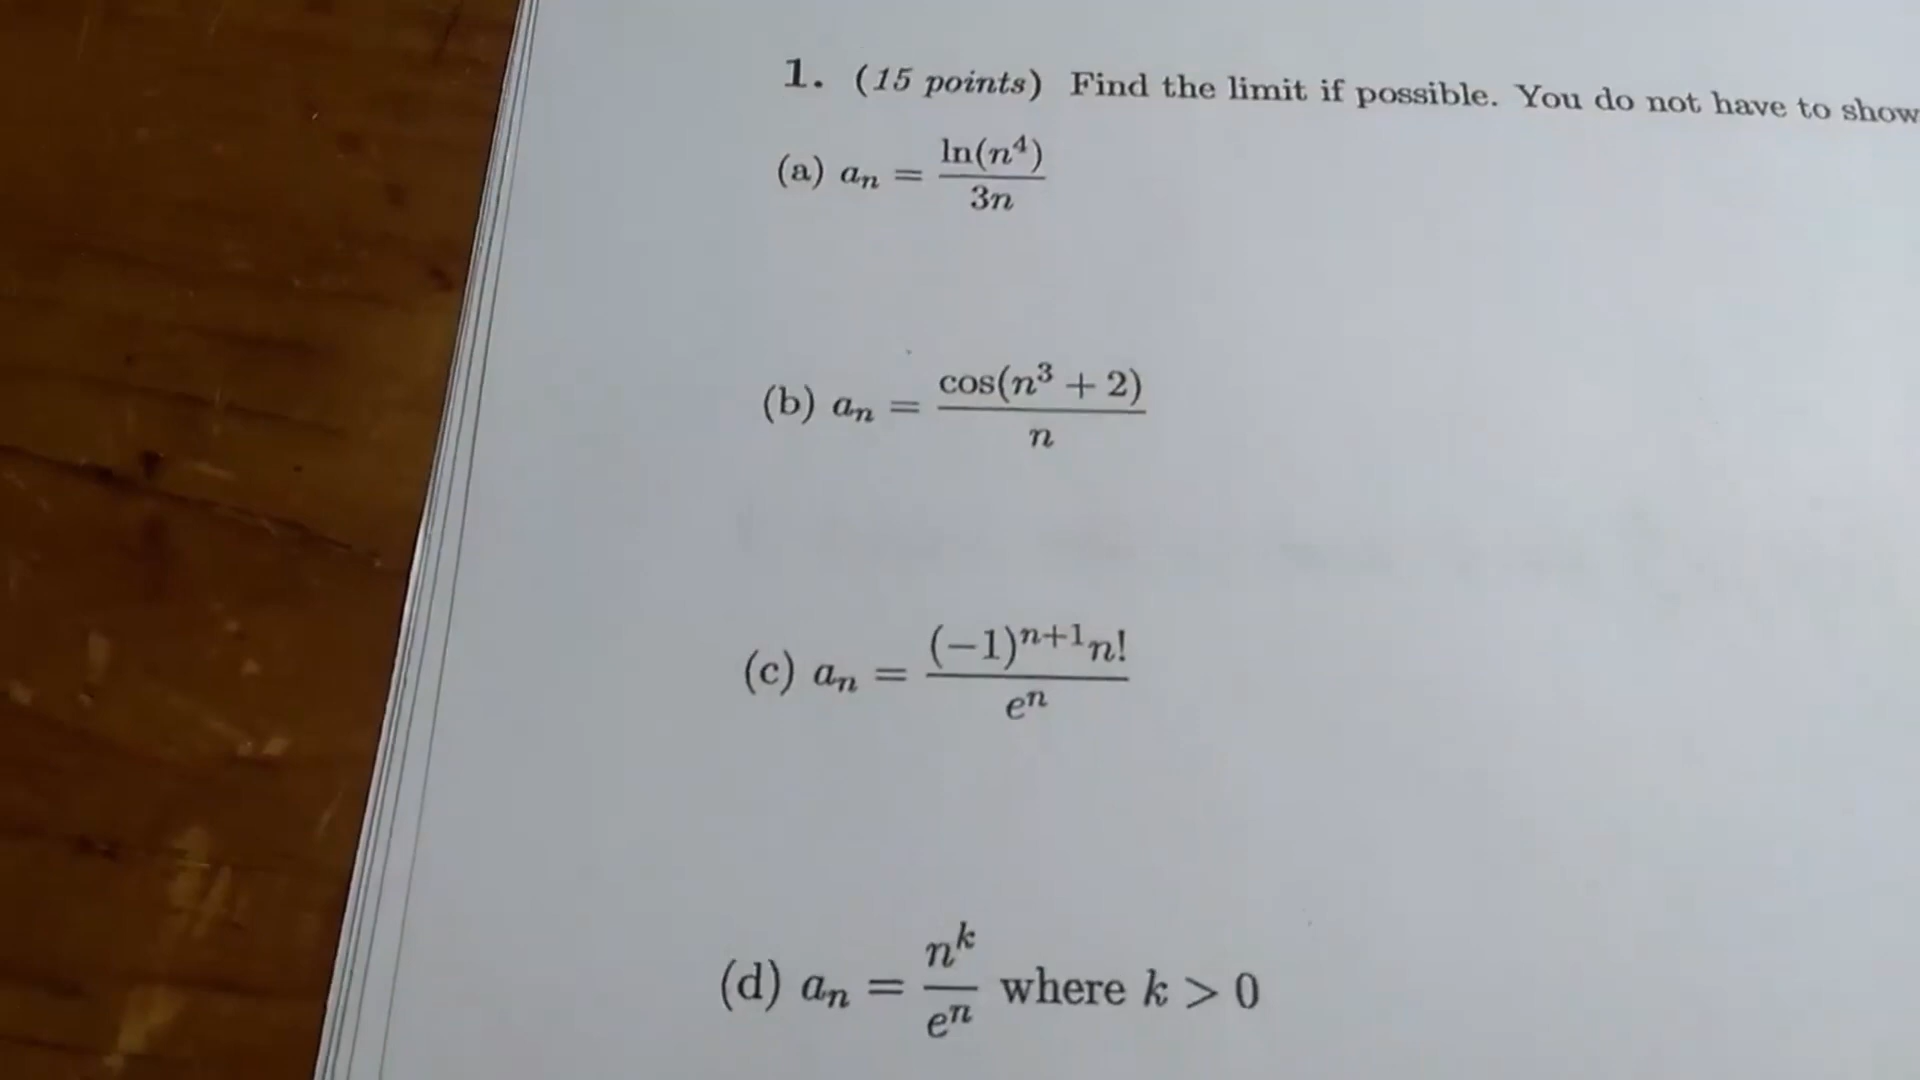 1. (15 points) Find the limit if possible. You do not have to show
(a) aₙ = ln(n⁴) / 3n
(b) aₙ = cos(n³ + 2) / n
(c) aₙ = (−1)ⁿ⁺¹n! / eⁿ
(d) aₙ = nᵏ / eⁿ where k > 0